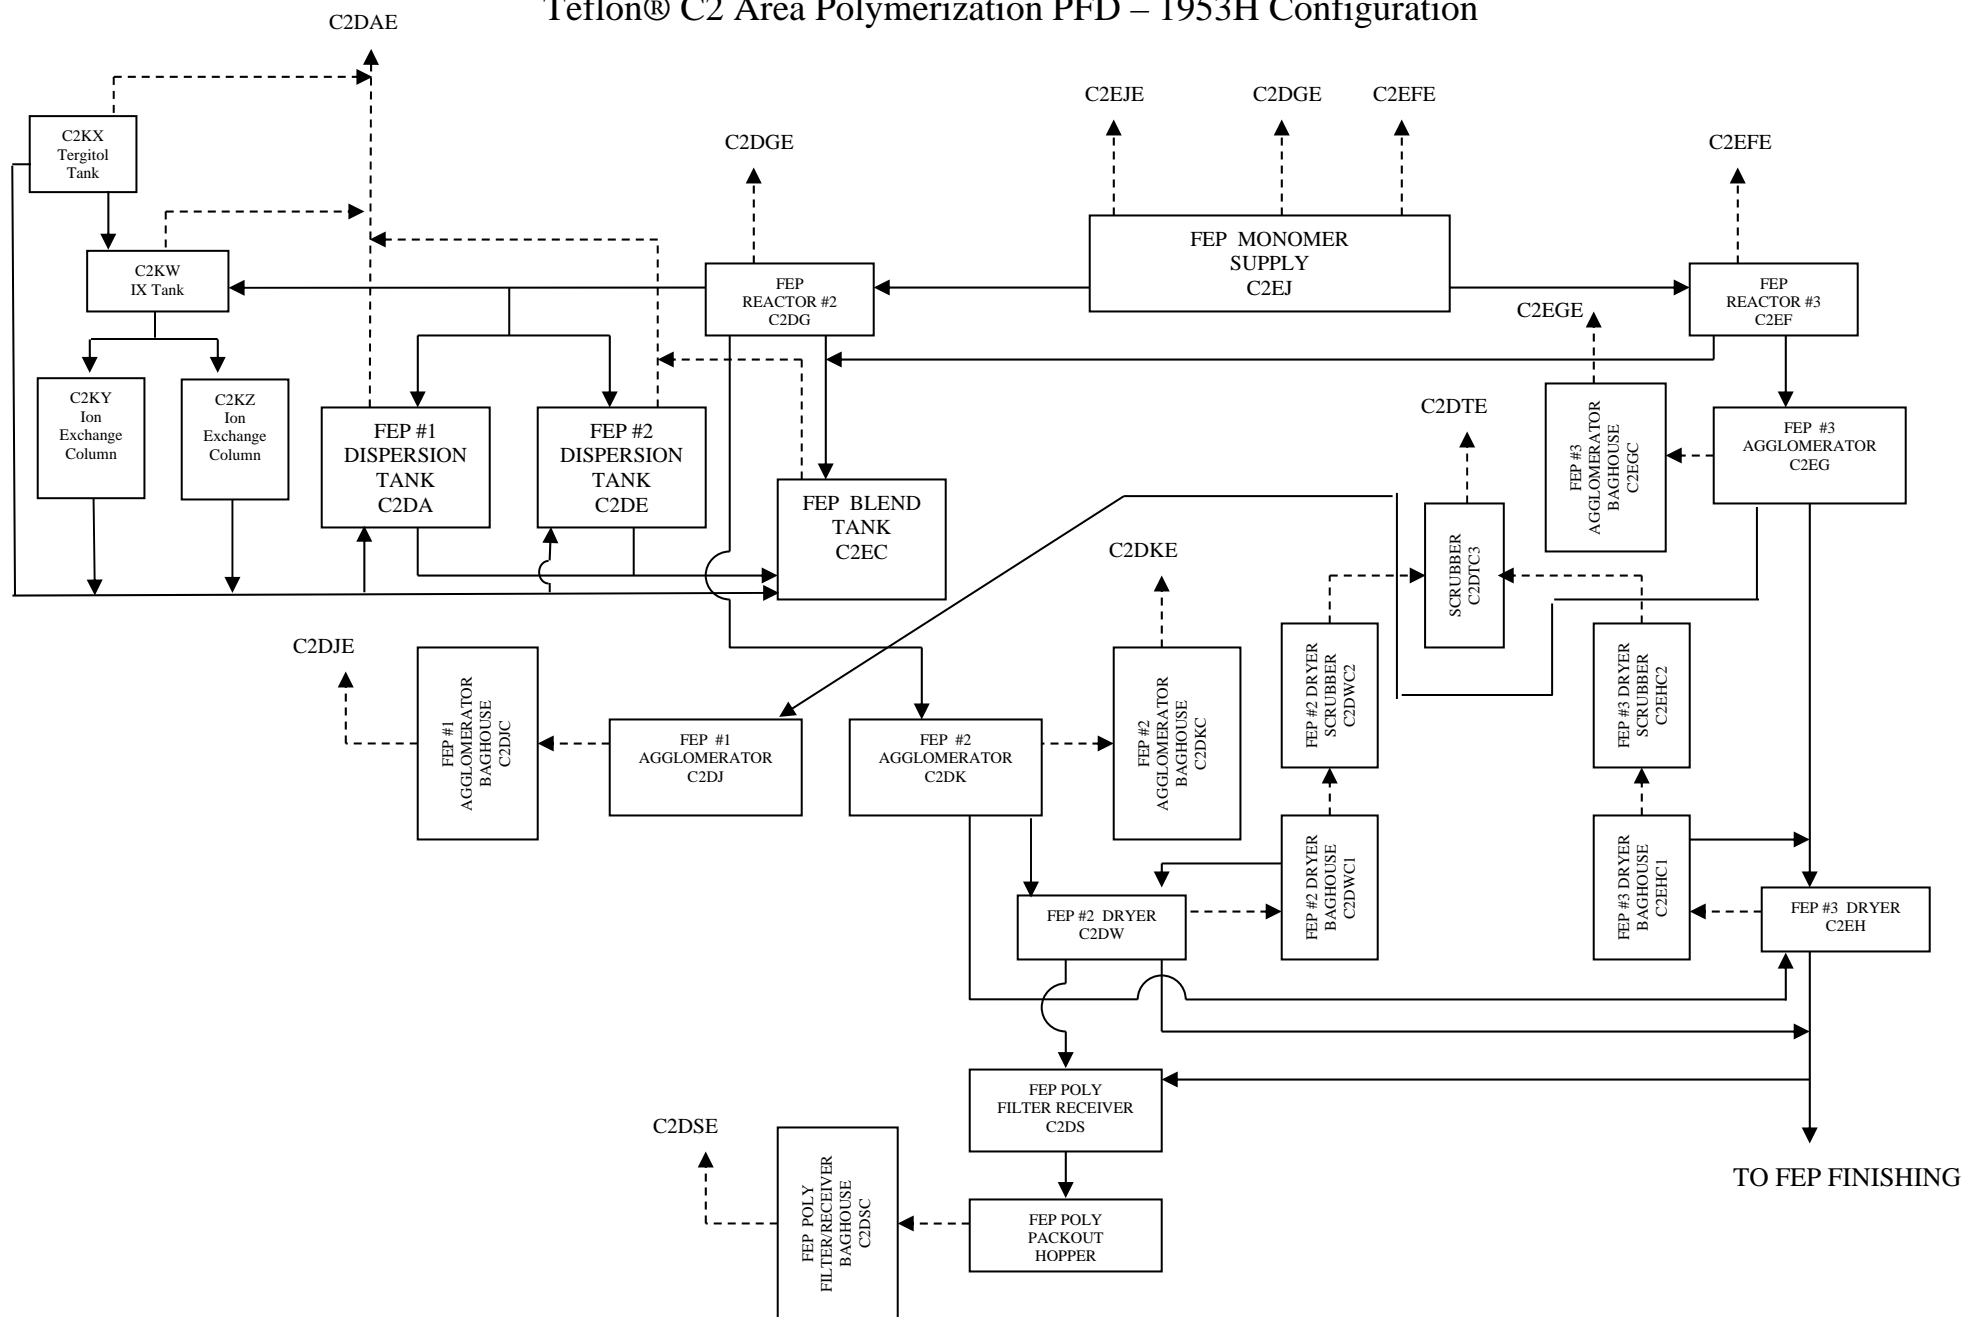 Teflon® C2 Area Polymerization PFD – 1953H Configuration
C2DAE
C2EJE
C2DGE
C2EFE
C2DGE
C2EFE
C2KX
Tergitol
Tank
FEP MONOMER
SUPPLY
C2EJ
C2KW
IX Tank
FEP
REACTOR #2
C2DG
FEP
REACTOR #3
C2EF
C2EGE
C2KY
Ion
Exchange
Column
C2KZ
Ion
Exchange
Column
FEP #1
DISPERSION
TANK
C2DA
FEP #2
DISPERSION
TANK
C2DE
C2DTE
FEP #3
AGGLOMERATOR
BAGHOUSE
C2EGC
FEP #3
AGGLOMERATOR
C2EG
FEP BLEND
TANK
C2EC
SCRUBBER
C2DTC3
C2DKE
C2DJE
FEP #1
AGGLOMERATOR
BAGHOUSE
C2DJC
FEP #1
AGGLOMERATOR
C2DJ
FEP #2
AGGLOMERATOR
C2DK
FEP #2
AGGLOMERATOR
BAGHOUSE
C2DKC
FEP #2 DRYER
SCRUBBER
C2DWC2
FEP #3 DRYER
SCRUBBER
C2EHC2
FEP #2 DRYER
BAGHOUSE
C2DWC1
FEP #3 DRYER
BAGHOUSE
C2EHC1
FEP #2 DRYER
C2DW
FEP #3 DRYER
C2EH
FEP POLY
FILTER RECEIVER
C2DS
C2DSE
FEP POLY
FILTER/RECEIVER
BAGHOUSE
C2DSC
TO FEP FINISHING
FEP POLY
PACKOUT
HOPPER